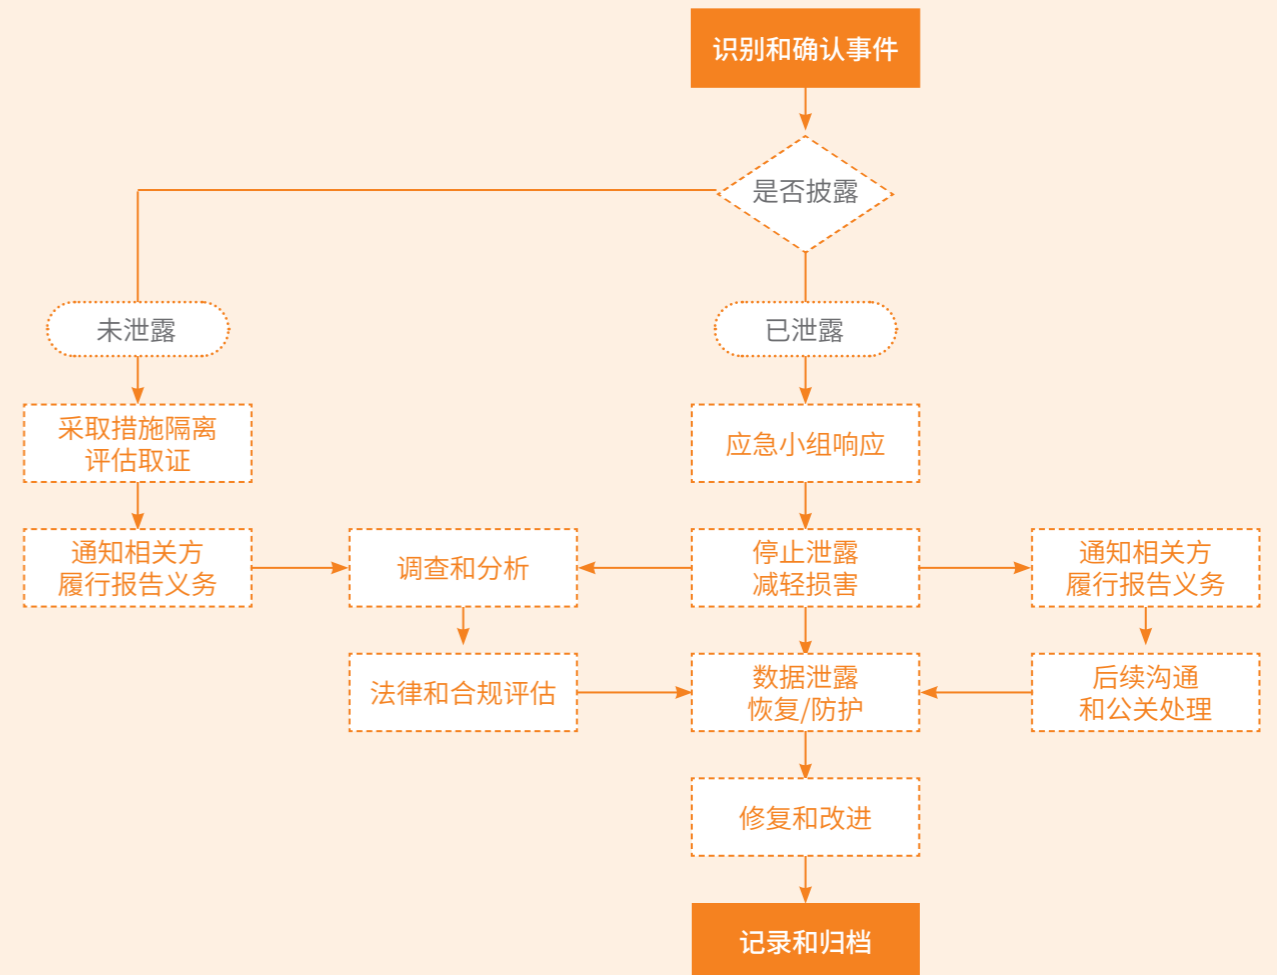 识别和确认事件
是否披露
未泄露
已泄露
采取措施隔离
评估取证
应急小组响应
通知相关方
履行报告义务
调查和分析
停止泄露
减轻损害
通知相关方
履行报告义务
法律和合规评估
数据泄露
恢复/防护
后续沟通
和公关处理
修复和改进
记录和归档